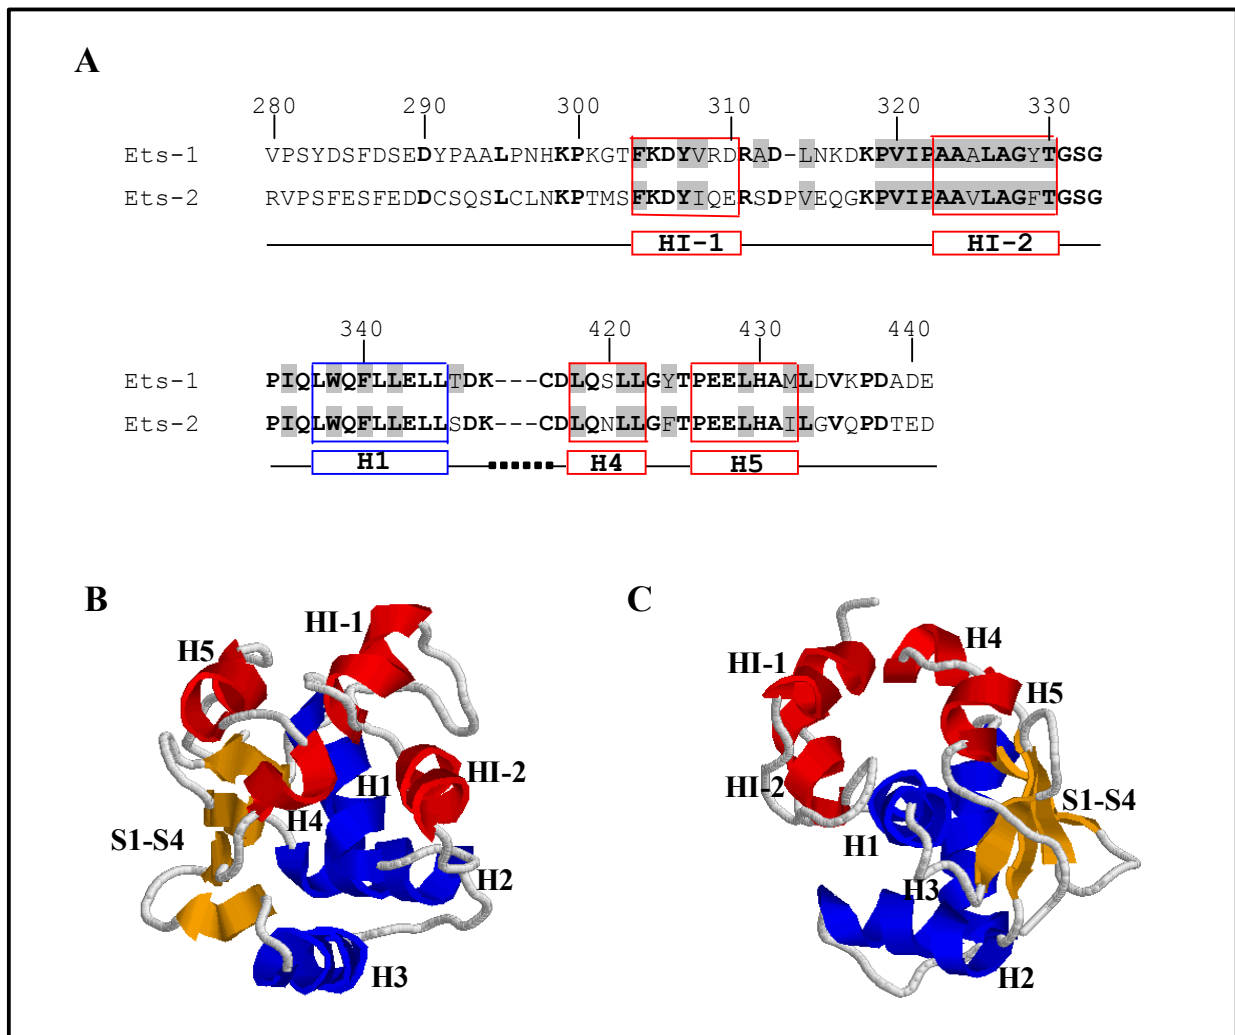 A
280 290 300 310 320 330
Ets-1 VPSYDSFDSEDYPAALPNHKPKGTFKDYVRDRAD-LNKDKPVIPAAALAGYTGSG
Ets-2 RVPSFESFEDDCSQSLCLNKPTMSFKDYIQERSDPVEQGKPVIPAAVLAGFTGSG
HI-1 HI-2
340 420 430 440
Ets-1 PIQLWQFLLELLTDK---CDLQSLLGYTPEELHAMLDVKPDADE
Ets-2 PIQLWQFLLELLSDK---CDLQNLLGFTPEELHAILGVQPDTED
H1 H4 H5
B
HI-1
H5
HI-2
H1
H4
S1-S4
H2
H3
C
H4
HI-1
H5
HI-2
S1-S4
H1
H3
H2